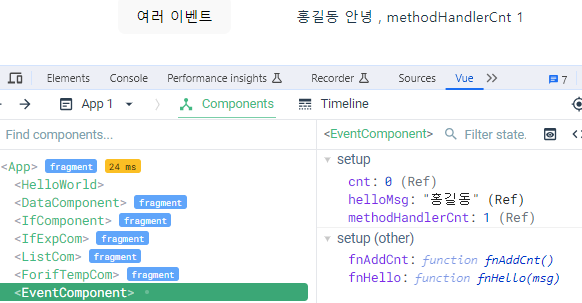 여러 이벤트 홍길동 안녕 , methodHandlerCnt 1
Elements Console Performance insights Recorder Sources Vue 7
App 1 Components Timeline
Find components... <EventComponent> Filter state.
<App> fragment 24 ms
setup
<HelloWorld>
cnt: 0 (Ref)
<DataComponent> fragment
helloMsg: "홍길동" (Ref)
<IfComponent> fragment
methodHandlerCnt: 1 (Ref)
<IfExpCom> fragment
setup (other)
<ListCom> fragment
fnAddCnt: function fnAddCnt()
<ForifTempCom> fragment
fnHello: function fnHello(msg)
<EventComponent>